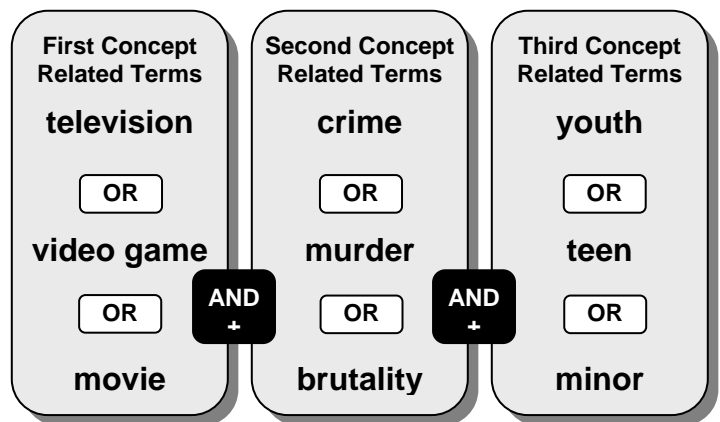 First Concept
Related Terms
television
OR
video game
OR
movie
AND
+
Second Concept
Related Terms
crime
OR
murder
OR
brutality
AND
+
Third Concept
Related Terms
youth
OR
teen
OR
minor